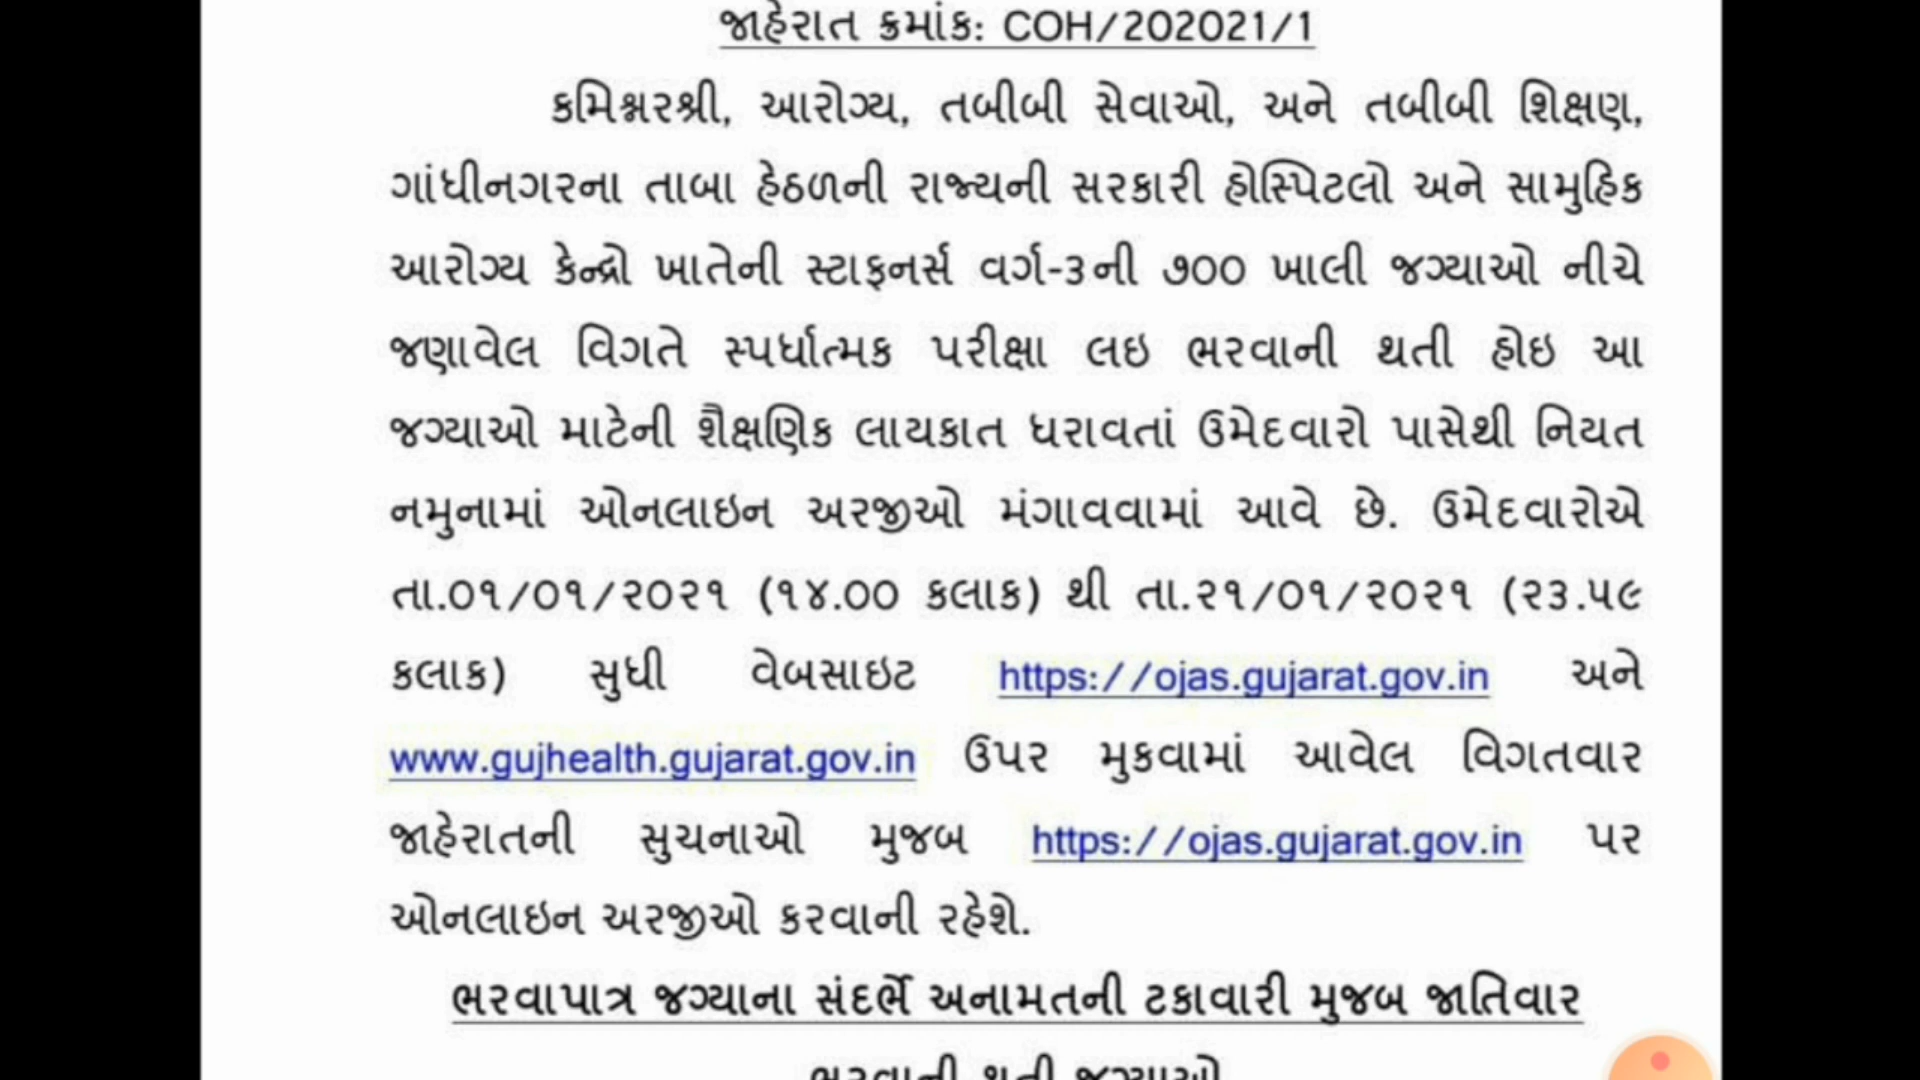 જાહેરાત ક્રમાંક: COH/202021/1
કમિશ્નરશ્રી, આરોગ્ય, તબીબી સેવાઓ, અને તબીબી શિક્ષણ,
ગાંધીનગરના તાબા હેઠળની રાજ્યની સરકારી હોસ્પિટલો અને સામુહિક
આરોગ્ય કેન્દ્રો ખાતેની સ્ટાફનર્સ વર્ગ-૩ની ૭૦૦ ખાલી જગ્યાઓ નીચે
જણાવેલ વિગતે સ્પર્ધાત્મક પરીક્ષા લઇ ભરવાની થતી હોઇ આ
જગ્યાઓ માટેની શૈક્ષણિક લાયકાત ધરાવતાં ઉમેદવારો પાસેથી નિયત
નમુનામાં ઓનલાઇન અરજીઓ મંગાવવામાં આવે છે. ઉમેદવારોએ
તા.૦૧/૦૧/૨૦૨૧ (૧૪.૦૦ કલાક) થી તા.૨૧/૦૧/૨૦૨૧ (૨૩.૫૯
કલાક) સુધી વેબસાઇટ https://ojas.gujarat.gov.in અને
www.gujhealth.gujarat.gov.in ઉપર મુકવામાં આવેલ વિગતવાર
જાહેરાતની સુચનાઓ મુજબ https://ojas.gujarat.gov.in પર
ઓનલાઇન અરજીઓ કરવાની રહેશે.
ભરવાપાત્ર જગ્યાના સંદર્ભે અનામતની ટકાવારી મુજબ જાતિવાર
ભરવાની થતી જગ્યાઓ